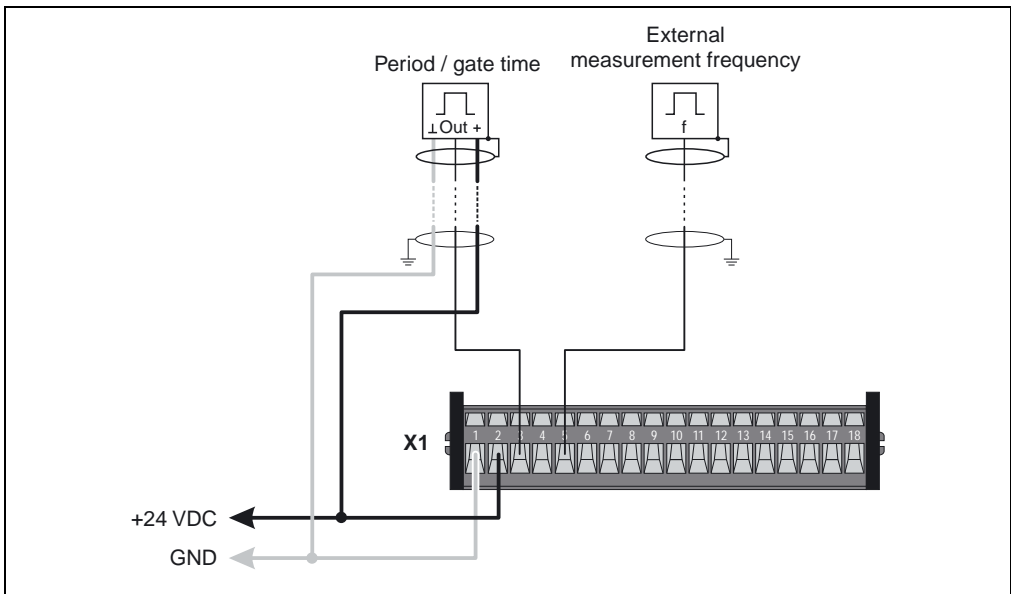 External
measurement frequency
Period / gate time
⊥ Out +
f
X1
1 2 3 4 5 6 7 8 9 10 11 12 13 14 15 16 17 18
+24 VDC
GND